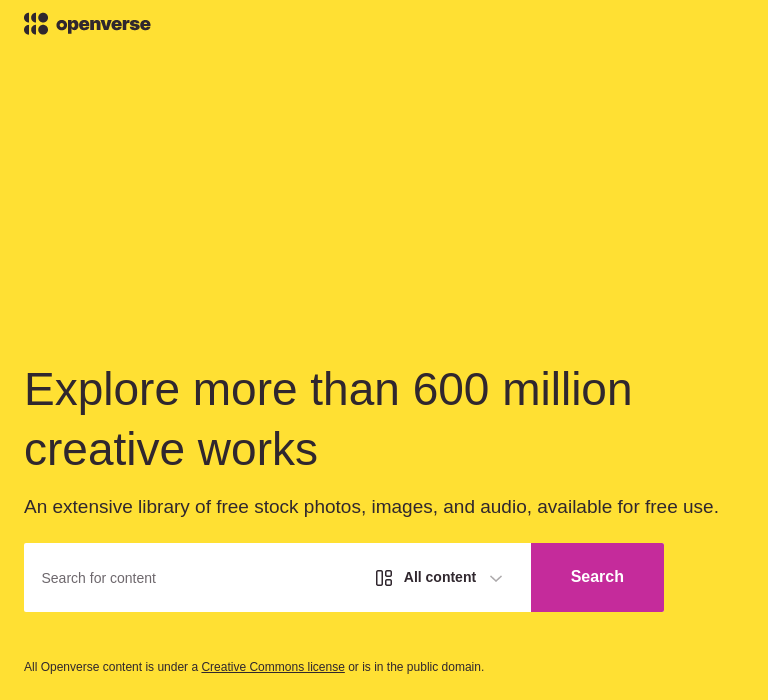 openverse
Explore more than 600 million
creative works
An extensive library of free stock photos, images, and audio, available for free use.
Search for content
All content
Search
All Openverse content is under a Creative Commons license or is in the public domain.